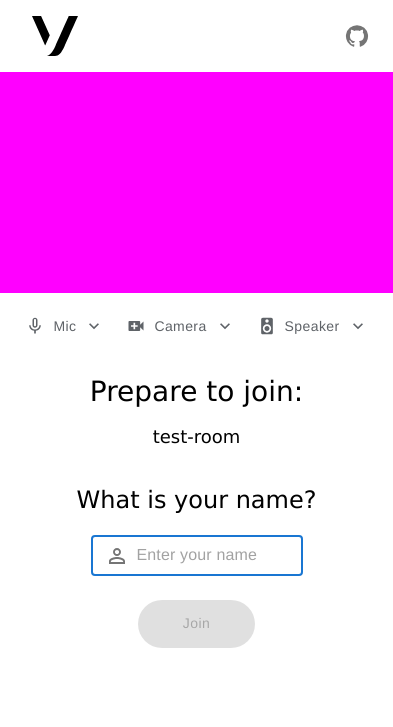 Mic
Camera
Speaker
Prepare to join:
test-room
What is your name?
Enter your name
Join